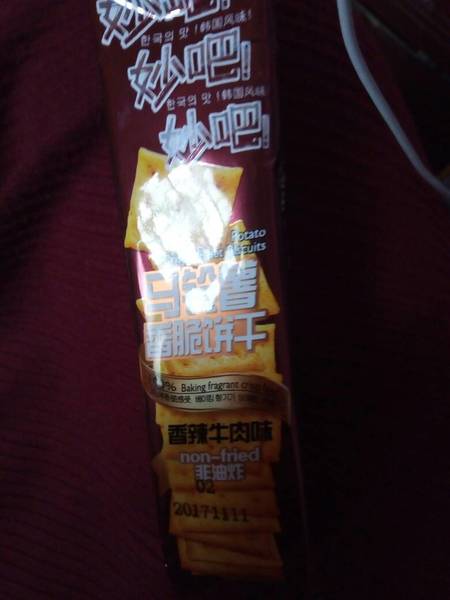 妙吧!
한국의 맛!韩国风味!
妙吧!
한국의 맛!韩国风味
妙吧!
Potato
Biscuits
马铃薯
香脆饼干
% Baking fragrant
香辣牛肉味
non-fried
非油炸
02
20171111